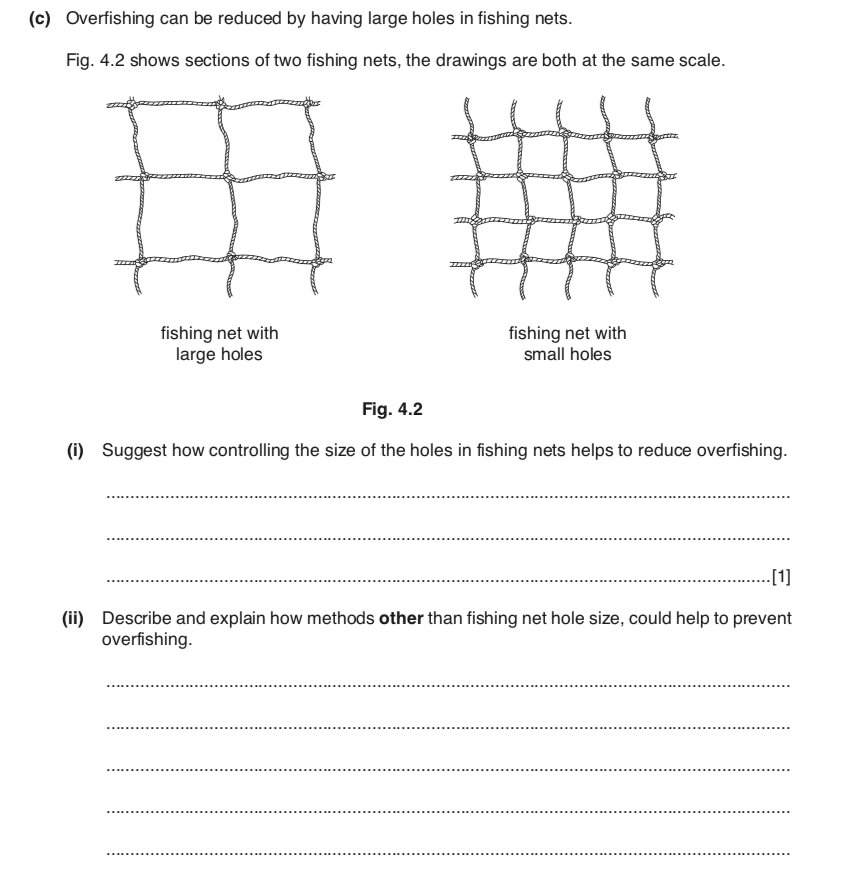 (c) Overfishing can be reduced by having large holes in fishing nets.
Fig. 4.2 shows sections of two fishing nets, the drawings are both at the same scale.
fishing net with
large holes
fishing net with
small holes
Fig. 4.2
(i) Suggest how controlling the size of the holes in fishing nets helps to reduce overfishing.
[1]
(ii) Describe and explain how methods other than fishing net hole size, could help to prevent
overfishing.